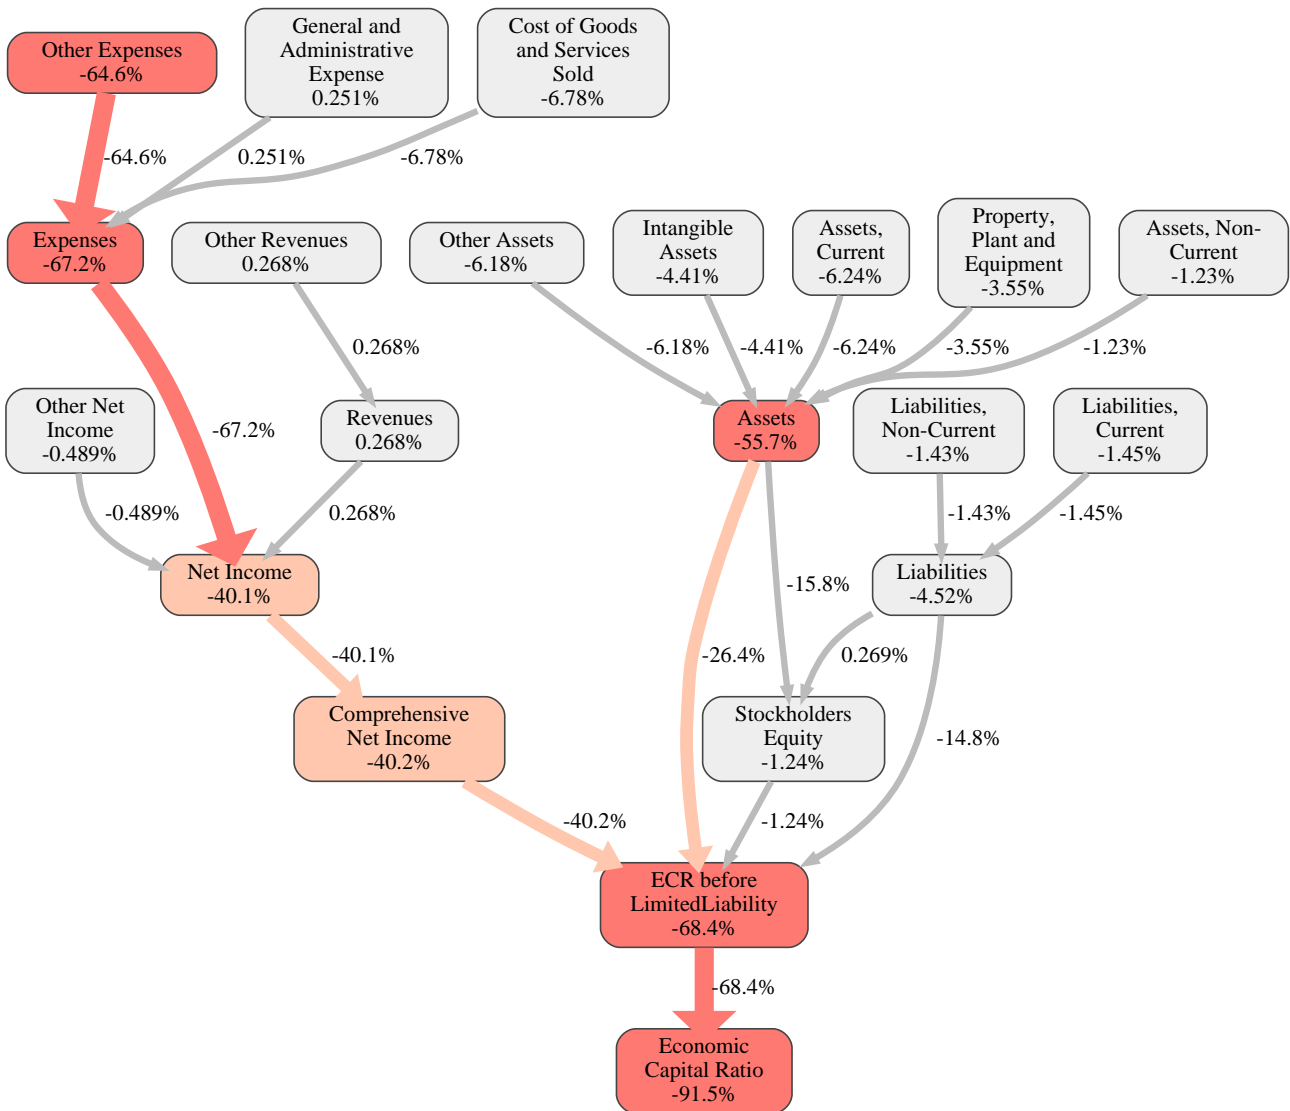 Other Expenses
-64.6%
General and
Administrative
Expense
0.251%
Cost of Goods
and Services
Sold
-6.78%
-64.6%
0.251%
-6.78%
Expenses
-67.2%
Other Revenues
0.268%
Other Assets
-6.18%
Intangible
Assets
-4.41%
Assets,
Current
-6.24%
Property,
Plant and
Equipment
-3.55%
Assets, Non-
Current
-1.23%
0.268%
-6.18%
-4.41%
-6.24%
-3.55%
-1.23%
Other Net
Income
-0.489%
-67.2%
Revenues
0.268%
Assets
-55.7%
Liabilities,
Non-Current
-1.43%
Liabilities,
Current
-1.45%
-0.489%
0.268%
-1.43%
-1.45%
Net Income
-40.1%
-15.8%
Liabilities
-4.52%
-40.1%
-26.4%
0.269%
Comprehensive
Net Income
-40.2%
Stockholders
Equity
-1.24%
-14.8%
-40.2%
-1.24%
ECR before
LimitedLiability
-68.4%
-68.4%
Economic
Capital Ratio
-91.5%